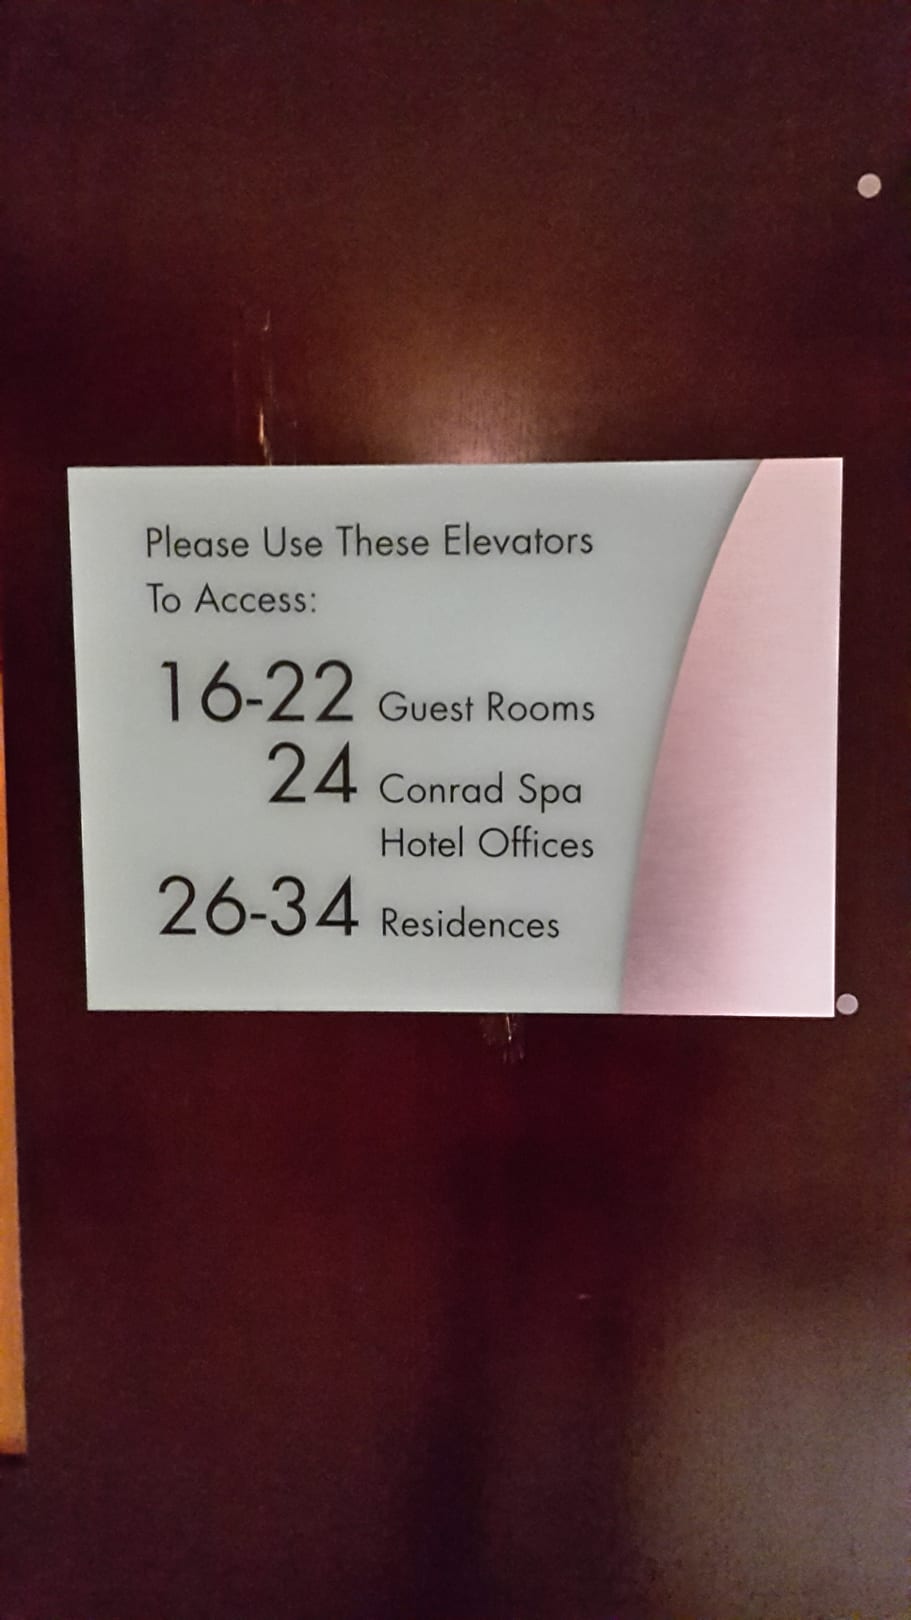 Please Use These Elevators
To Access:
16-22 Guest Rooms
24 Conrad Spa
Hotel Offices
26-34 Residences